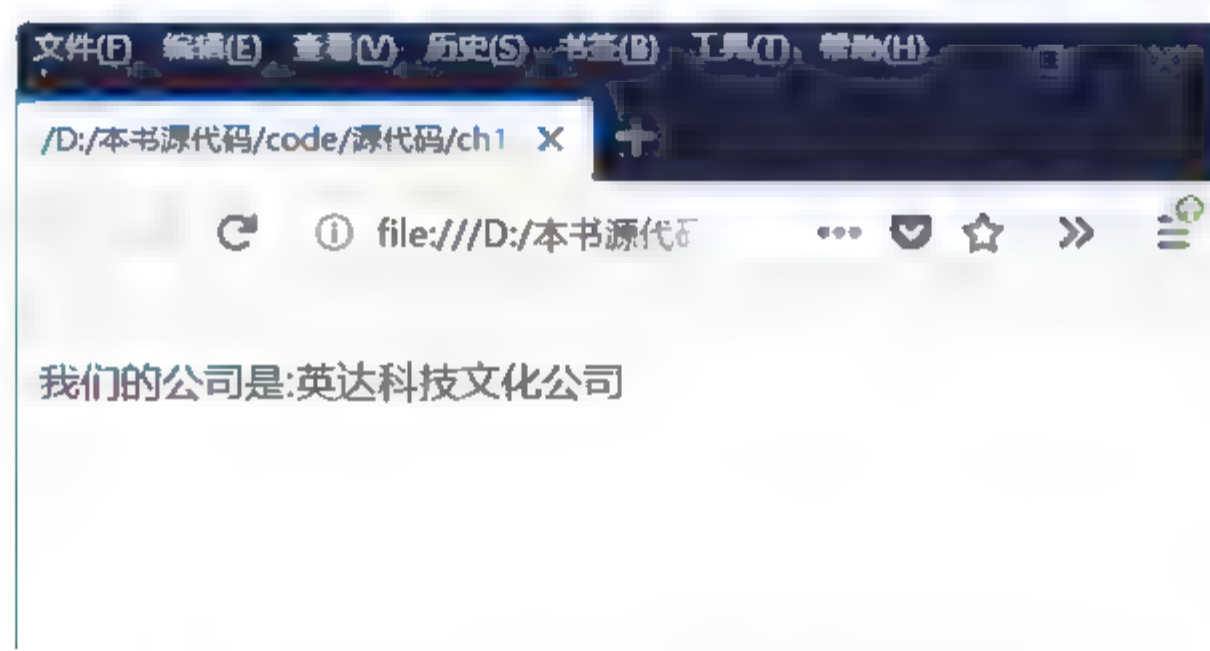 文件(F) 编辑(E) 查看(V) 历史(S) 书签(B) 工具(T) 帮助(H)
/D:/本书源代码/code/源代码/ch1
file:///D:/本书源代码
我们的公司是:英达科技文化公司